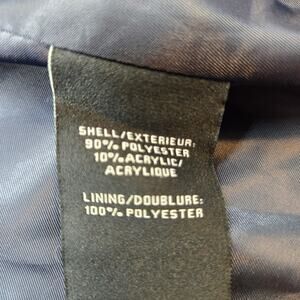 SHELL/EXTERIEUR:
90% POLYESTER
10% ACRYLIC/
ACRYLIQUE
LINING/DOUBLURE:
100% POLYESTER